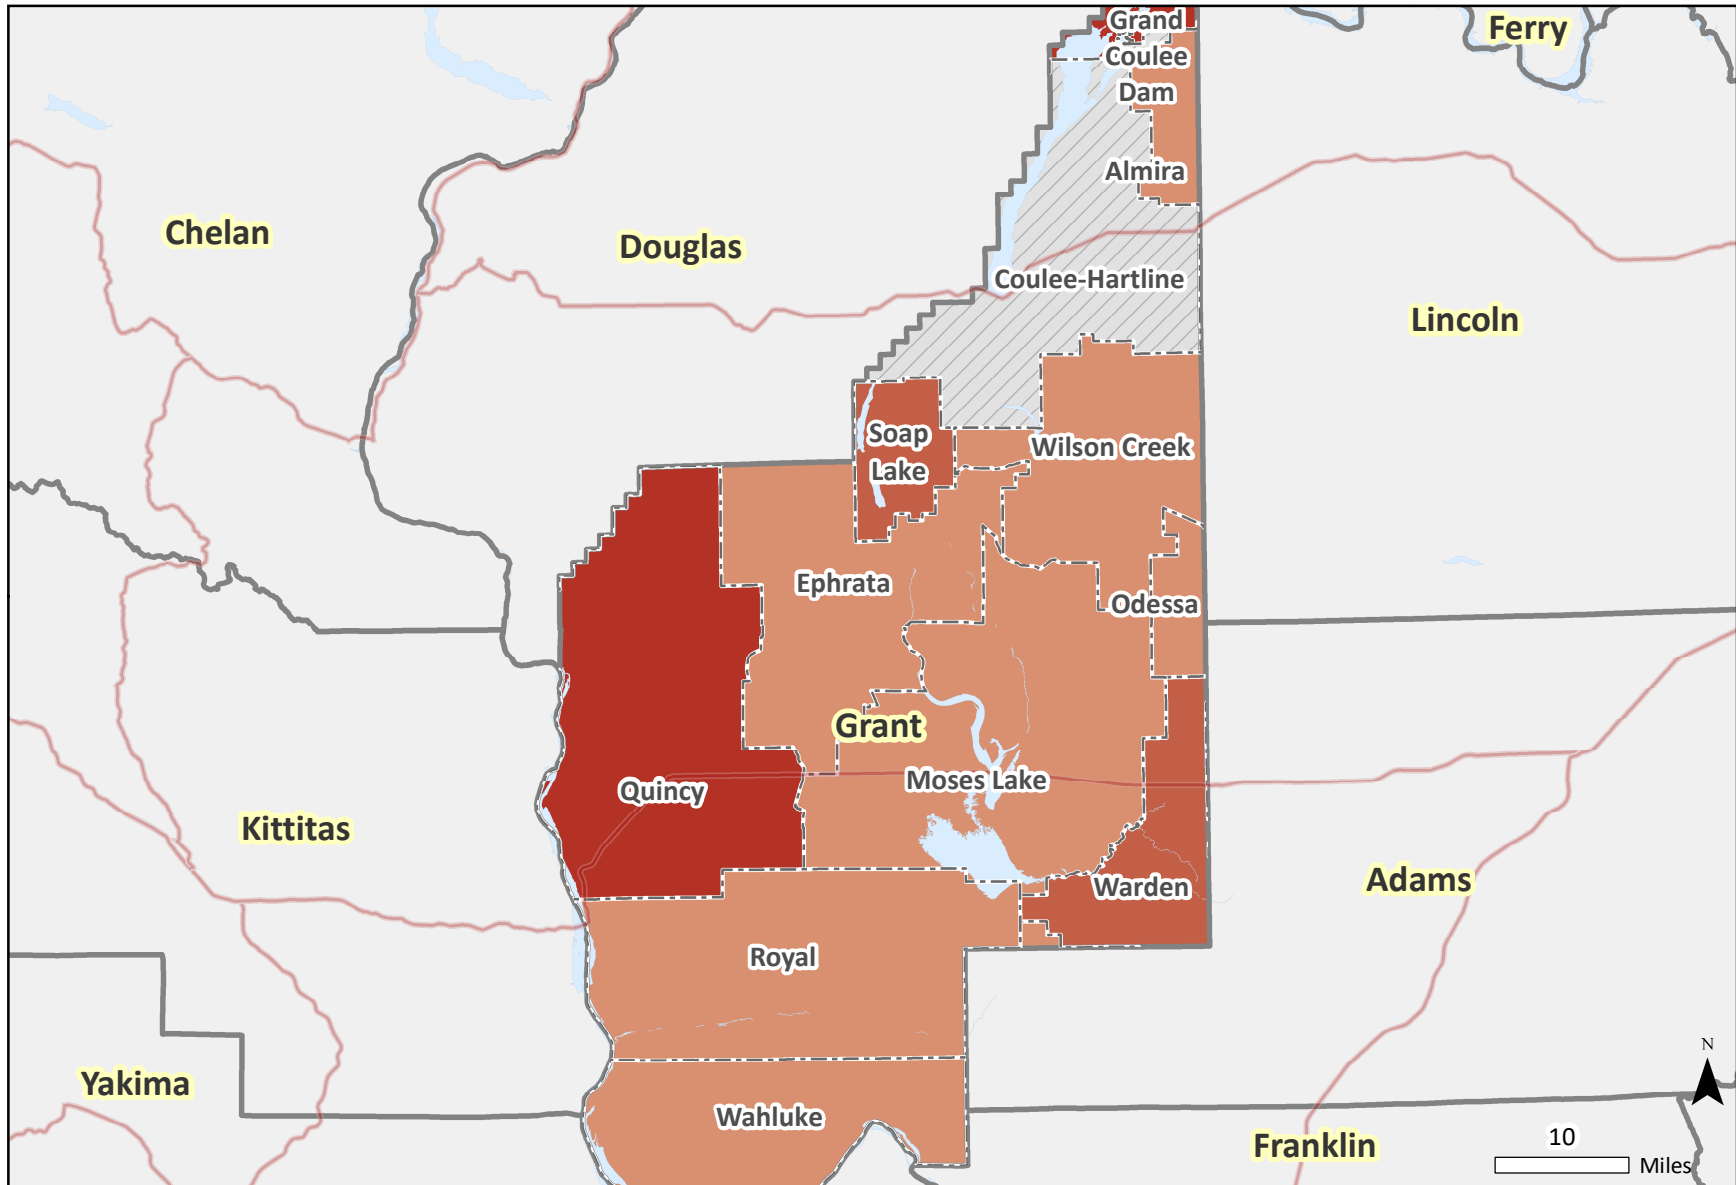 Grand
Coulee
Dam
Ferry
Almira
Chelan
Douglas
Coulee-Hartline
Lincoln
Soap
Lake
Wilson Creek
Ephrata
Odessa
Grant
Quincy
Moses Lake
Kittitas
Warden
Adams
Royal
N
Yakima
Wahluke
Franklin
10
Miles